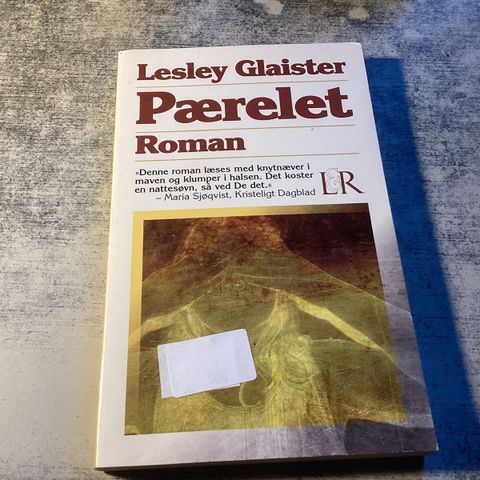 Lesley Glaister
Pærelet
Roman
»Denne roman læses med knytnæver i
maven og klumper i halsen. Det koster
en nattesøvn, så ved De det.«
– Maria Sjøqvist, Kristeligt Dagblad
L&R